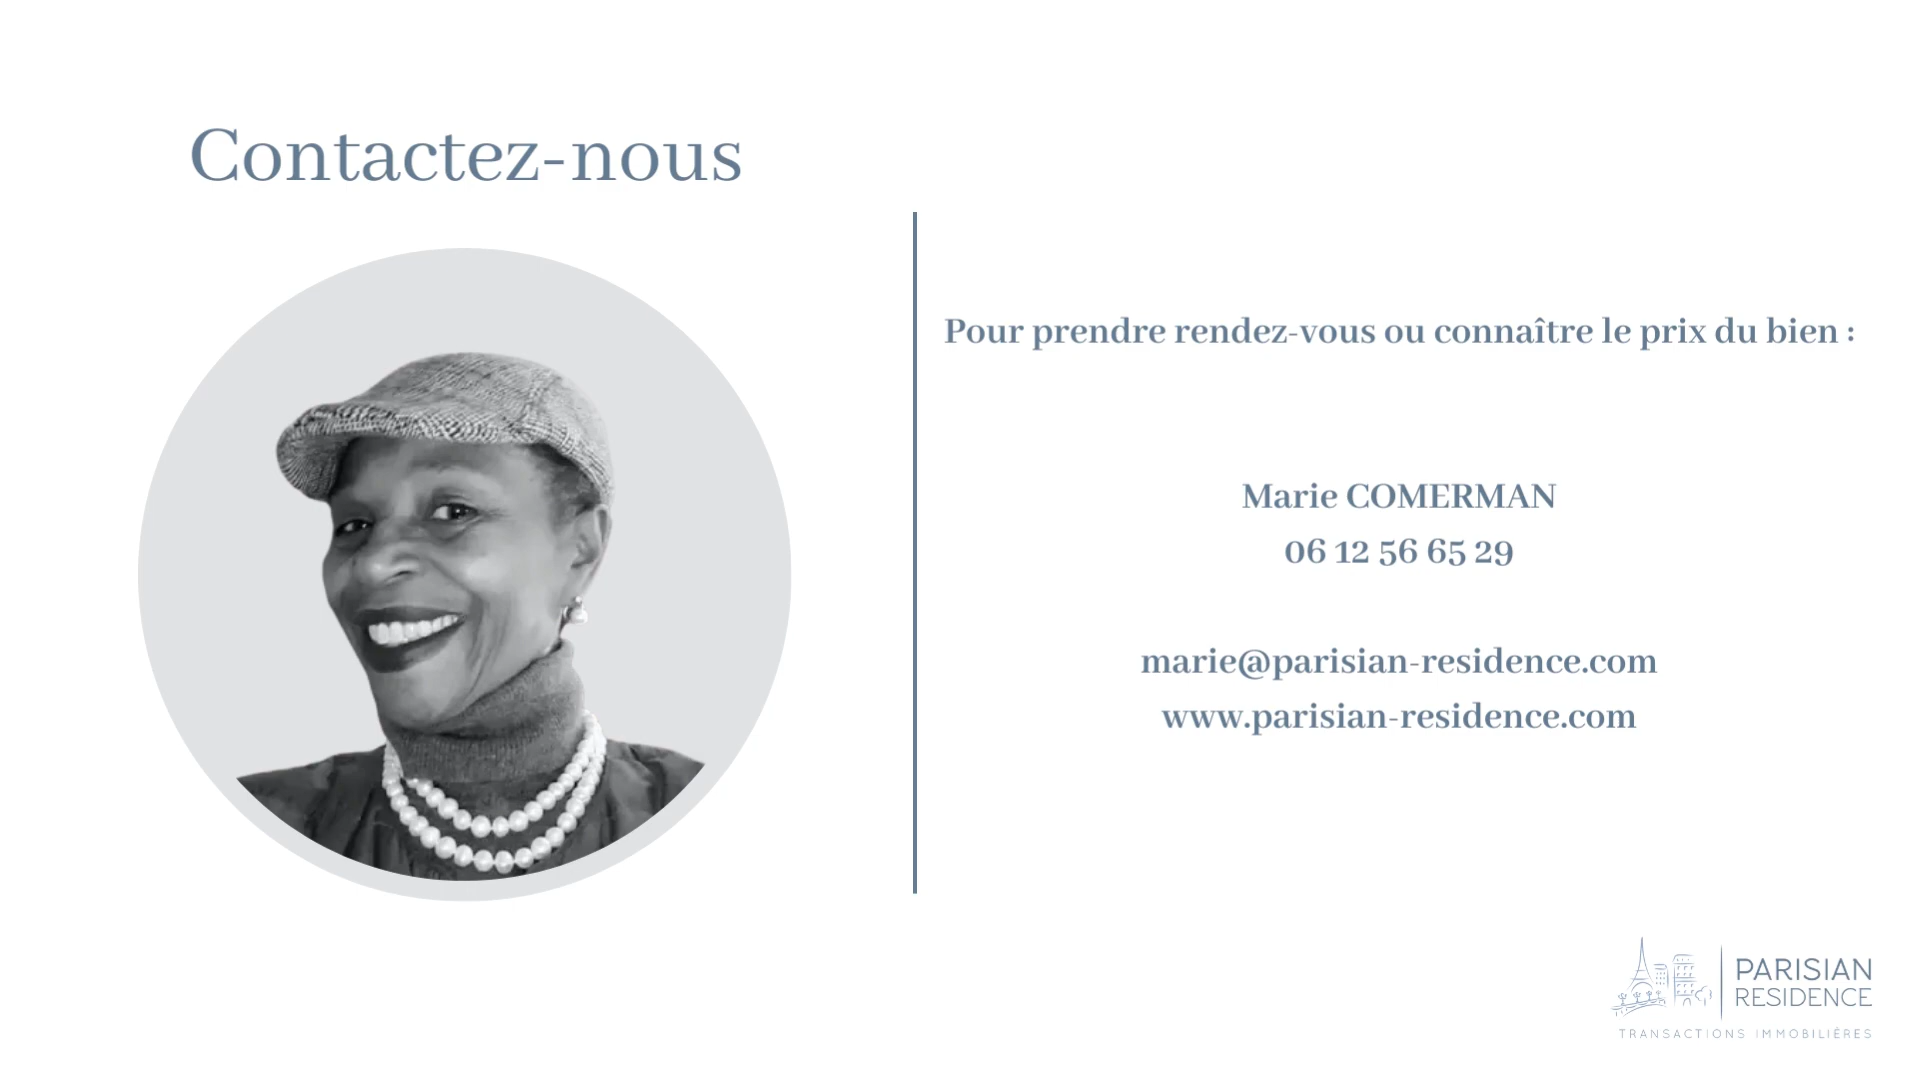 Contactez-nous
Pour prendre rendez-vous ou connaître le prix du bien :
Marie COMERMAN
06 12 56 65 29
marie@parisian-residence.com
www.parisian-residence.com
PARISIAN
RESIDENCE
TRANSACTIONS IMMOBILIÈRES